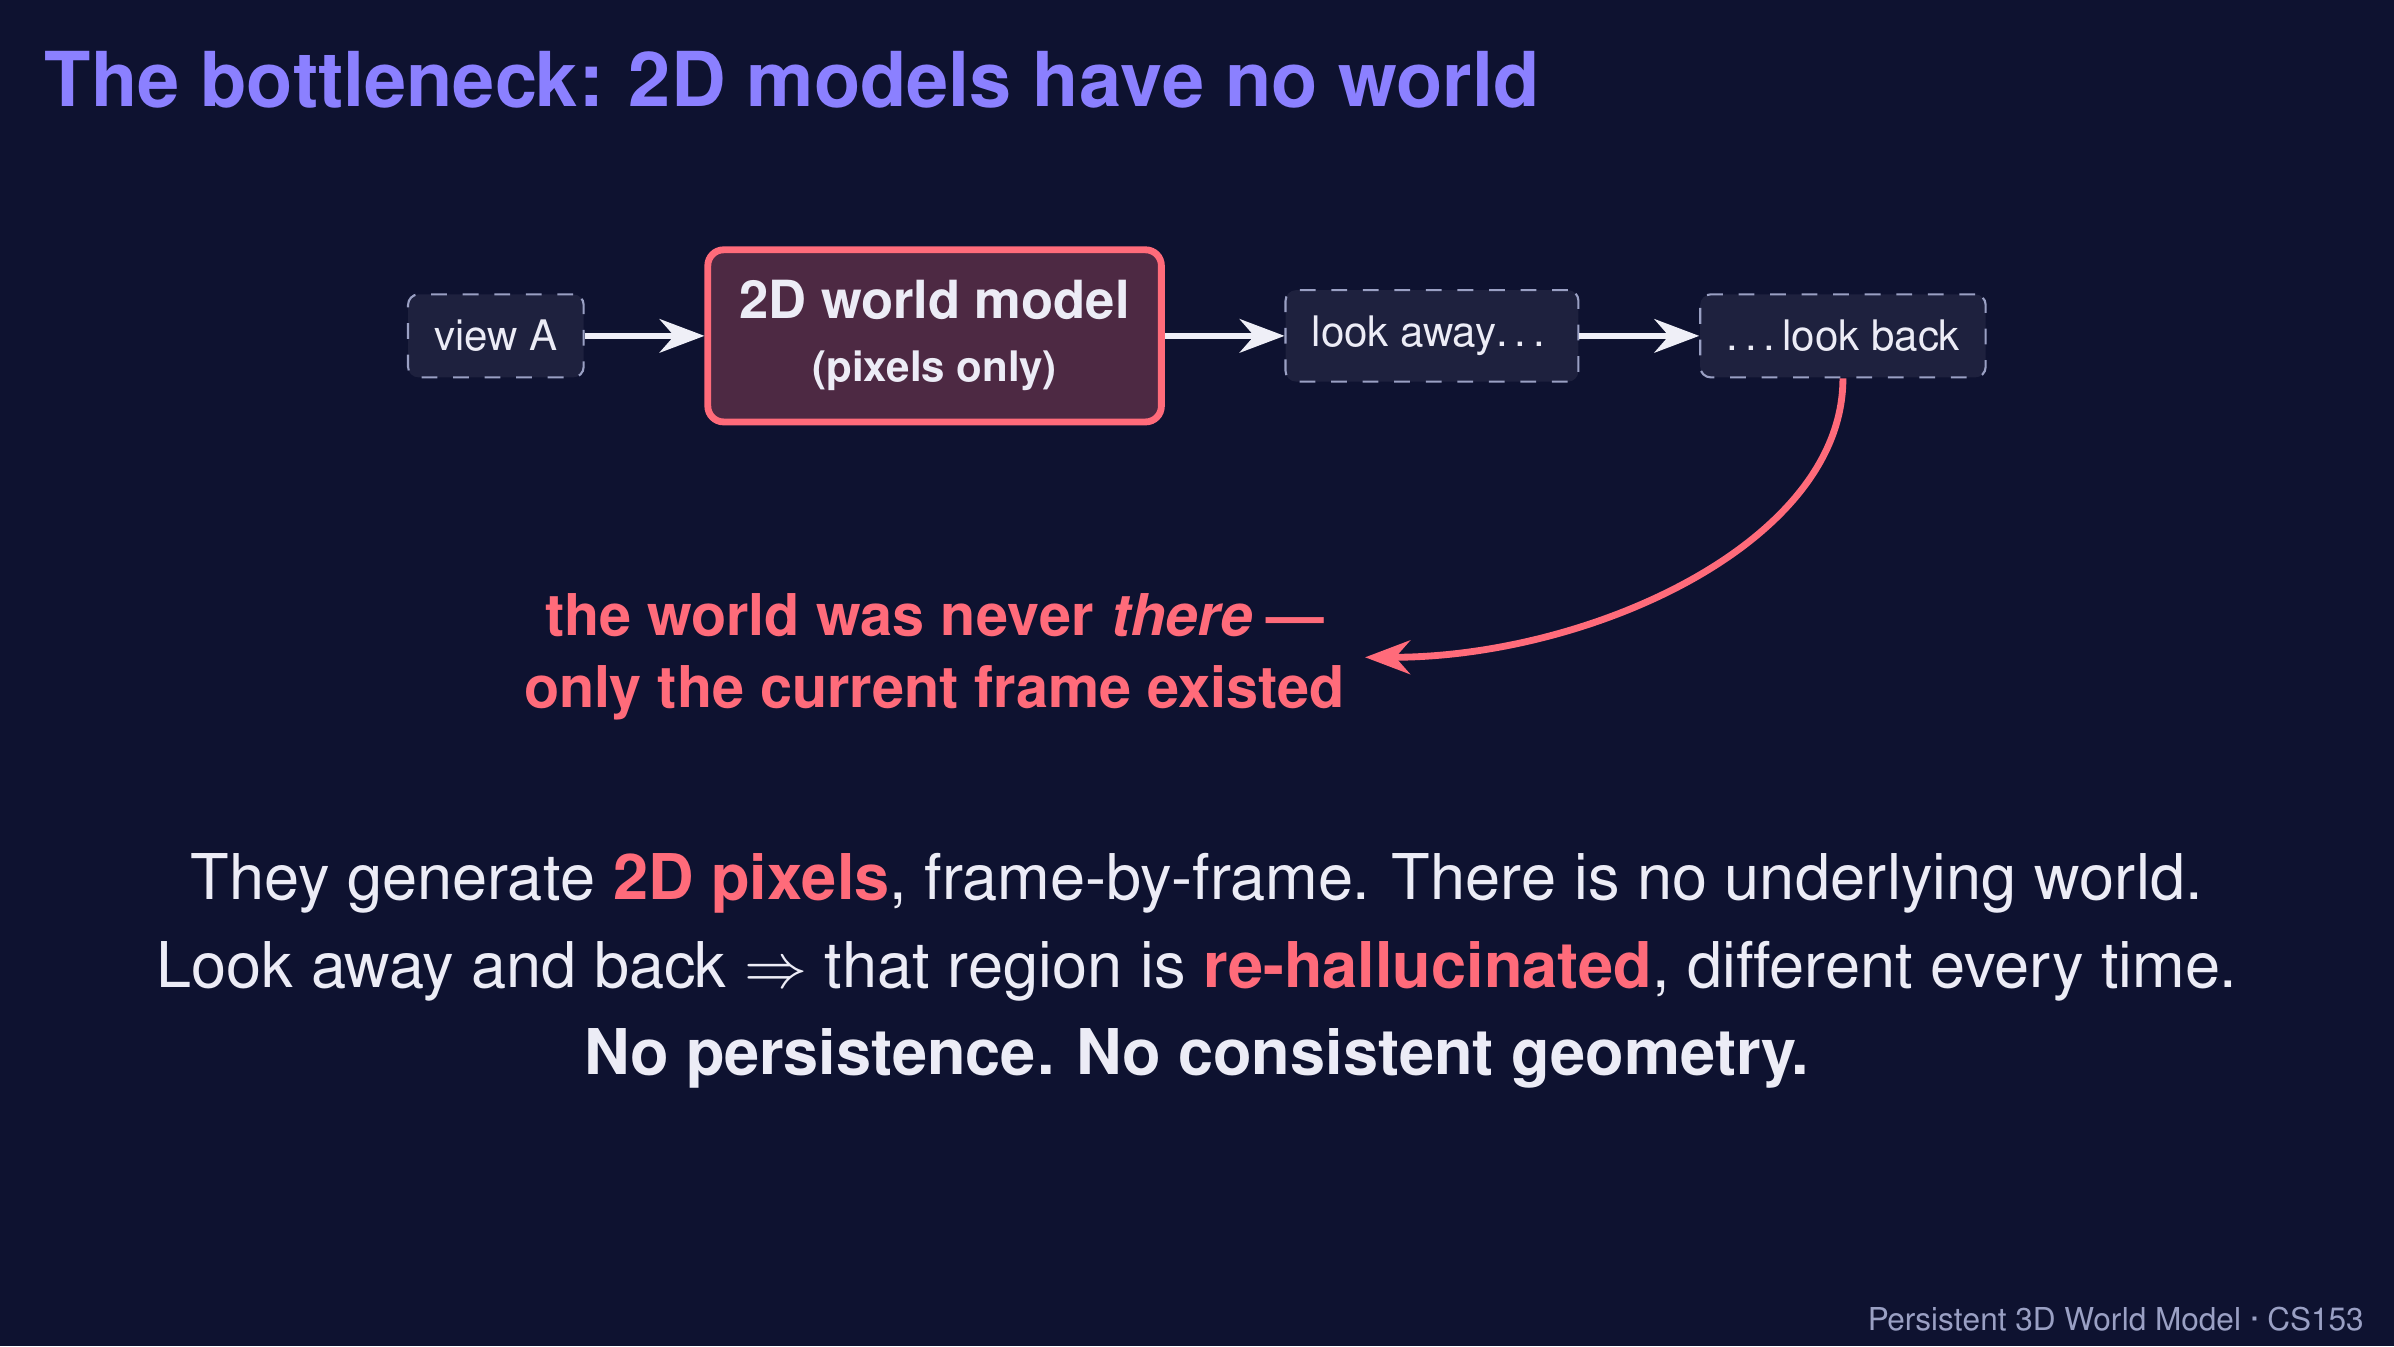 The bottleneck: 2D models have no world
view A
2D world model
(pixels only)
look away...
...look back
the world was never there —
only the current frame existed
They generate 2D pixels, frame-by-frame. There is no underlying world.
Look away and back ⇒ that region is re-hallucinated, different every time.
No persistence. No consistent geometry.
Persistent 3D World Model · CS153